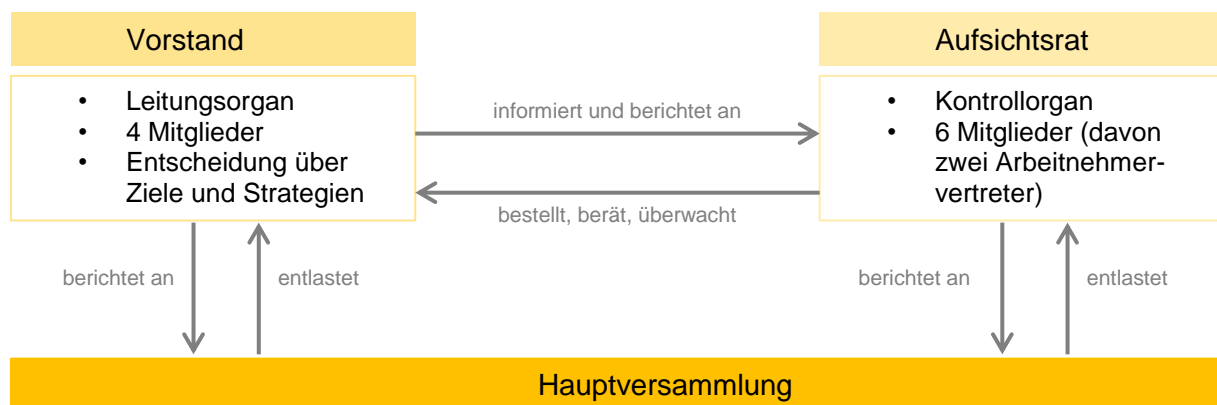 Vorstand
Aufsichtsrat
• Leitungsorgan
• 4 Mitglieder
• Entscheidung über
Ziele und Strategien
informiert und berichtet an
bestellt, berät, überwacht
• Kontrollorgan
• 6 Mitglieder (davon
zwei Arbeitnehmer-
vertreter)
berichtet an
entlastet
berichtet an
entlastet
Hauptversammlung